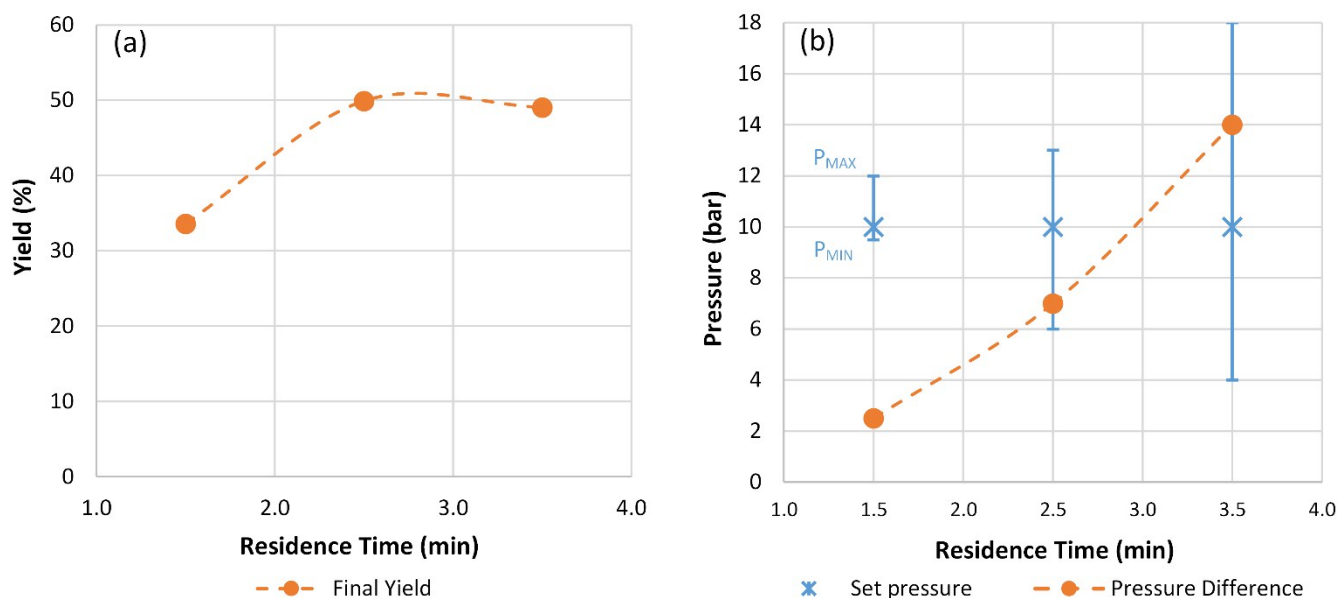 (a)
60
50
40
30
20
10
0
Yield (%)
1.0 2.0 3.0 4.0
Residence Time (min)
Final Yield
(b)
18
16
14
12
10
8
6
4
2
0
Pressure (bar)
PMAX
PMIN
1.0 1.5 2.0 2.5 3.0 3.5 4.0
Residence Time (min)
Set pressure Pressure Difference